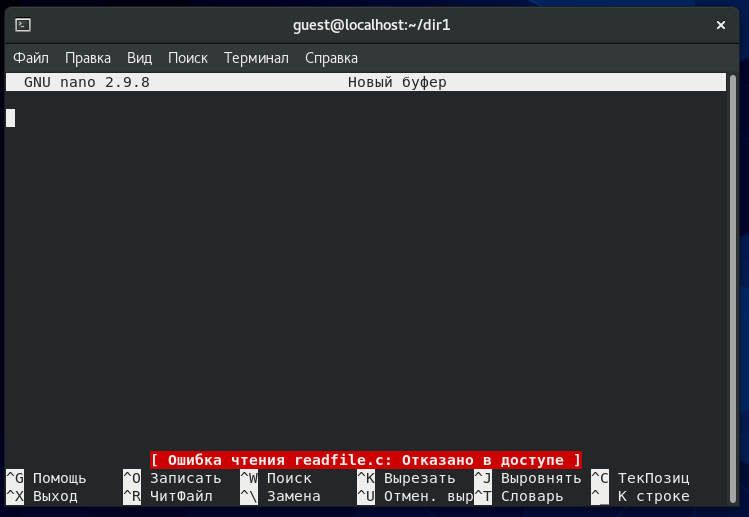 guest@localhost:~/dir1
Файл Правка Вид Поиск Терминал Справка
GNU nano 2.9.8 Новый буфер
[ Ошибка чтения readfile.c: Отказано в доступе ]
^G Помощь ^O Записать ^W Поиск ^K Вырезать ^J Выровнять ^C ТекПозиц
^X Выход ^R ЧитФайл ^\ Замена ^U Отмен. выр ^T Словарь ^_ К строке